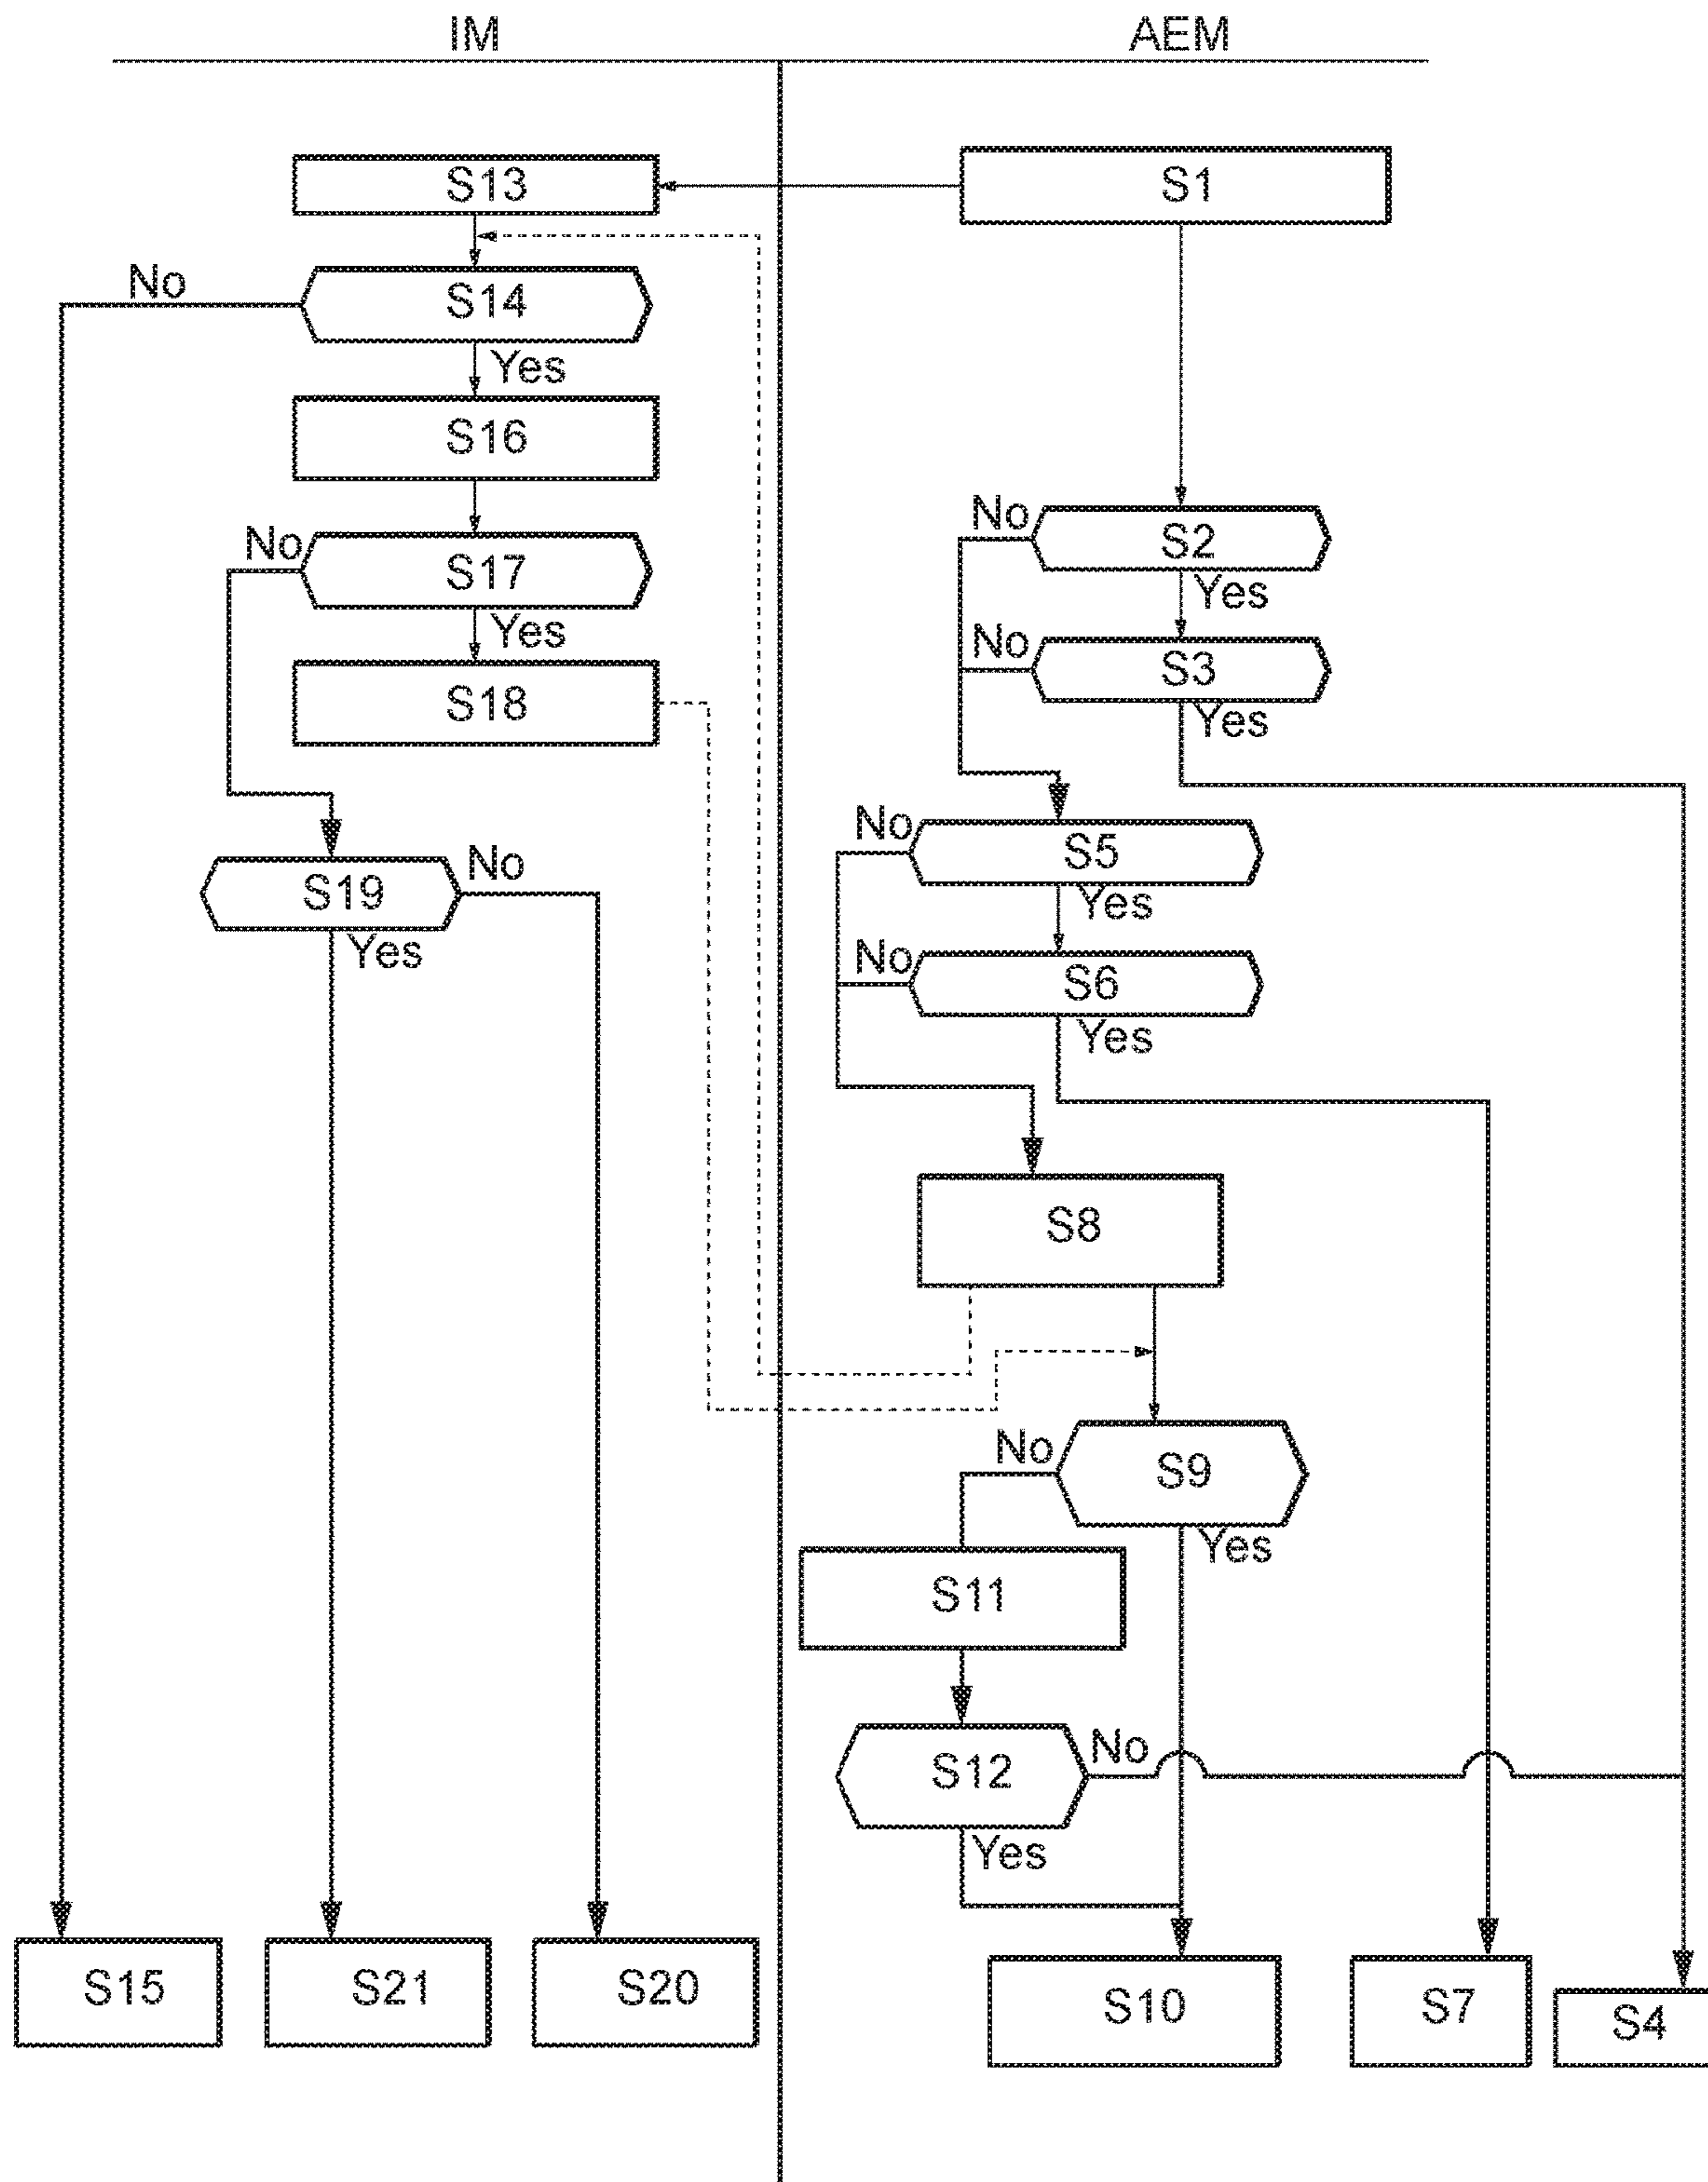 IM
AEM
S13
S1
No
S14
Yes
S16
No
S17
Yes
S18
No
S19
Yes
S15
S21
S20
No
S2
Yes
No
S3
Yes
No
S5
Yes
No
S6
Yes
S8
No
S9
Yes
S11
S12
No
Yes
S10
S7
S4